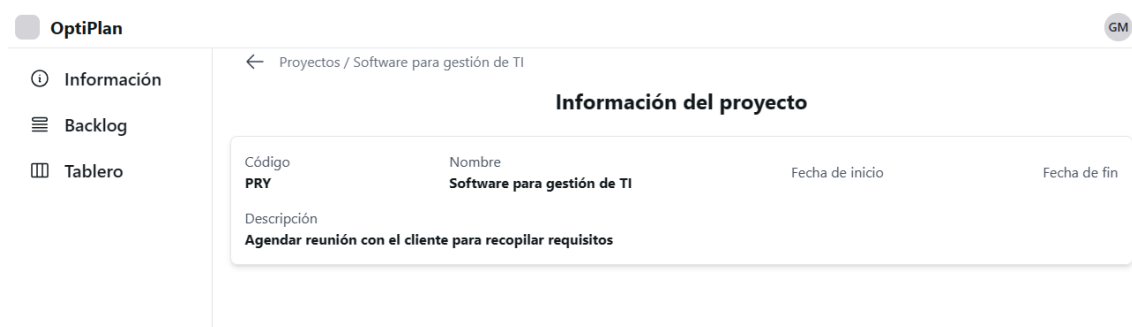 OptiPlan
GM
Información
Backlog
Tablero
Proyectos / Software para gestión de TI
Información del proyecto
Código
PRY
Nombre
Software para gestión de TI
Fecha de inicio
Fecha de fin
Descripción
Agendar reunión con el cliente para recopilar requisitos